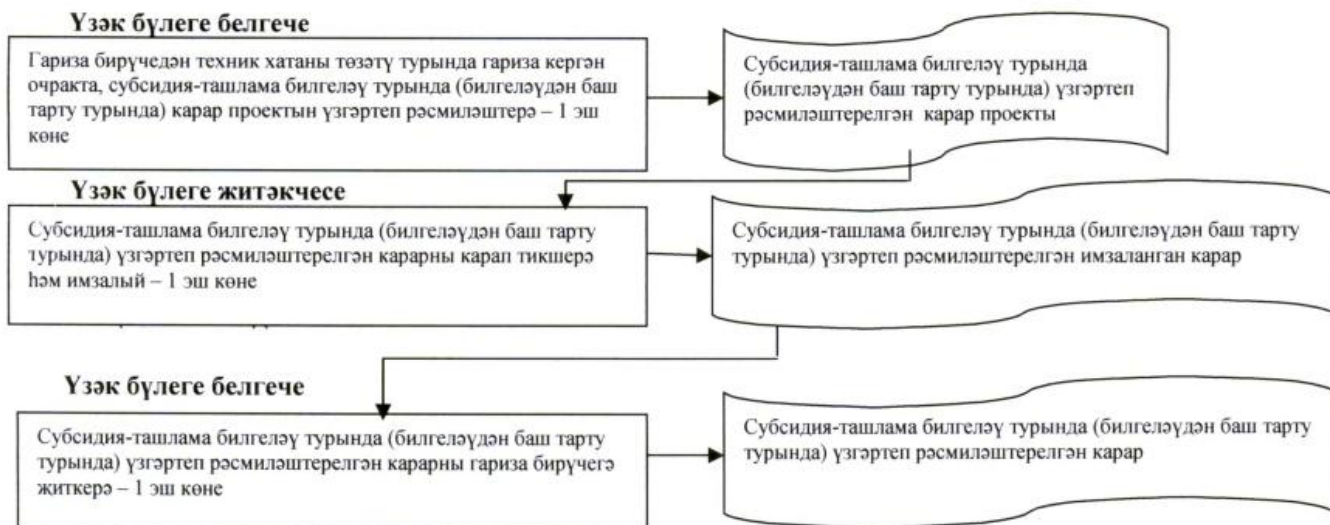 Үзәк бүлеге белгече
Гариза бирүчедән техник хатаны төзәтү турында гариза кергән
очракта, субсидия-ташлама билгеләү турында (билгеләүдән баш
тарту турында) карар проектын үзгәртеп рәсмиләштерә – 1 эш
көне
Субсидия-ташлама билгеләү турында
(билгеләүдән баш тарту турында) үзгәртеп
рәсмиләштерелгән карар проекты
Үзәк бүлеге җитәкчесе
Субсидия-ташлама билгеләү турында (билгеләүдән баш тарту
турында) үзгәртеп рәсмиләштерелгән карарны карап тикшерә
һәм имзалый – 1 эш көне
Субсидия-ташлама билгеләү турында (билгеләүдән баш тарту
турында) үзгәртеп рәсмиләштерелгән имзаланган карар
Үзәк бүлеге белгече
Субсидия-ташлама билгеләү турында (билгеләүдән баш тарту
турында) үзгәртеп рәсмиләштерелгән карарны гариза бирүчегә
җиткерә – 1 эш көне
Субсидия-ташлама билгеләү турында (билгеләүдән баш тарту
турында) үзгәртеп рәсмиләштерелгән карар